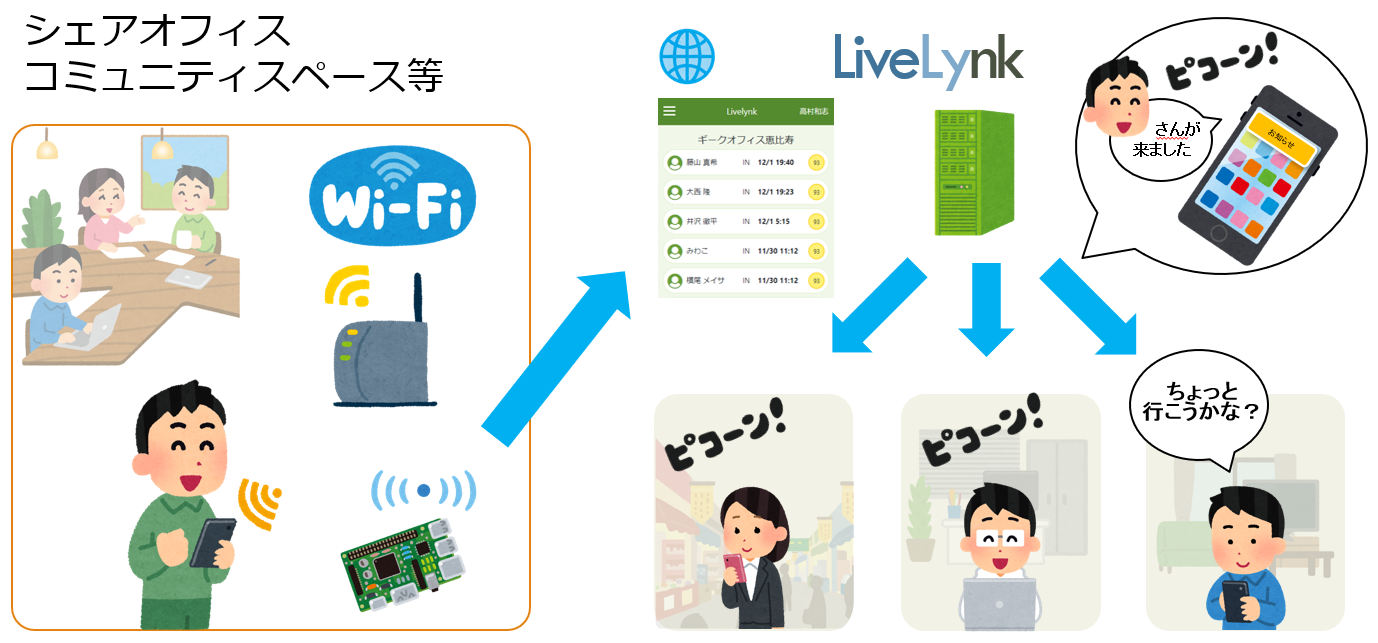 シェアオフィス
コミュニティスペース等
Wi-Fi
LiveLynk
Livelynk
高村和志
ギークオフィス恵比寿
藤山 真希 IN 12/1 19:40 93
大西 隆 IN 12/1 19:23 93
井沢 徹平 IN 12/1 5:15 93
みわこ IN 11/30 11:12 93
横尾 メイサ IN 11/30 11:12 93
ピコーン!
さんが
来ました
お知らせ
ピコーン!
ピコーン!
ちょっと
行こうかな？